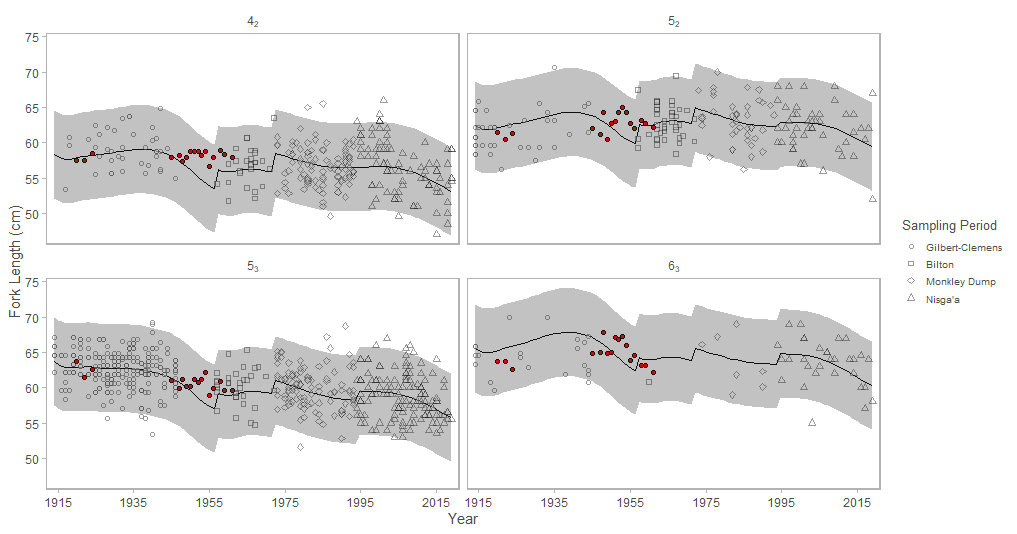 4₂ 5₂
75
70
65
60
55
50
5₃ 6₃
75
70
65
60
55
50
Fork Length (cm)
1915 1935 1955 1975 1995 2015 1915 1935 1955 1975 1995 2015
Year
Sampling Period
Gilbert-Clemens
Bilton
Monkley Dump
Nisga'a